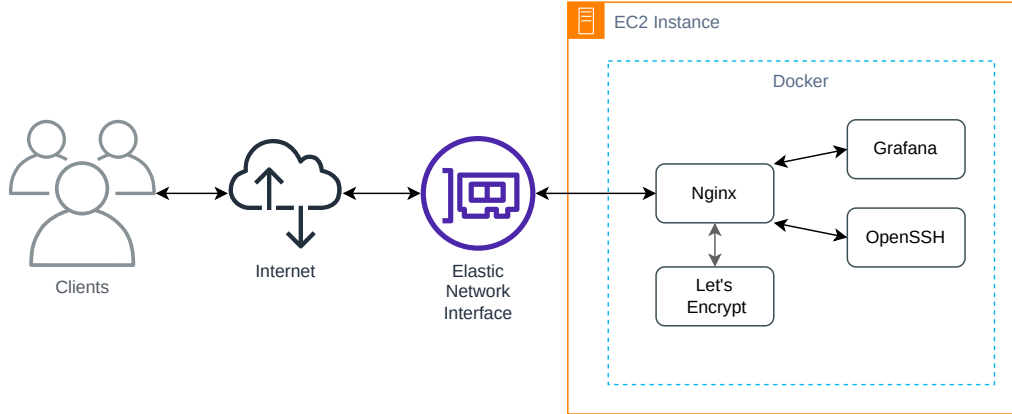 EC2 Instance
Docker
Grafana
Nginx
OpenSSH
Let's
Encrypt
Clients
Internet
Elastic
Network
Interface